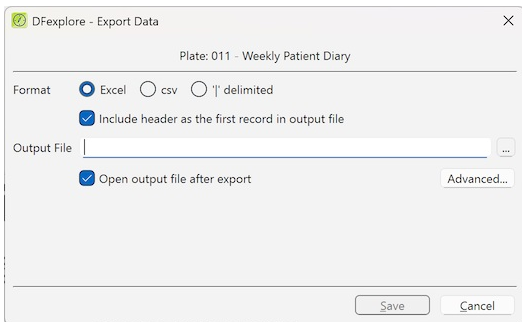 DFexplore - Export Data
Plate: 011 - Weekly Patient Diary
Format Excel csv '|' delimited
Include header as the first record in output file
Output File ...
Open output file after export Advanced...
Save Cancel